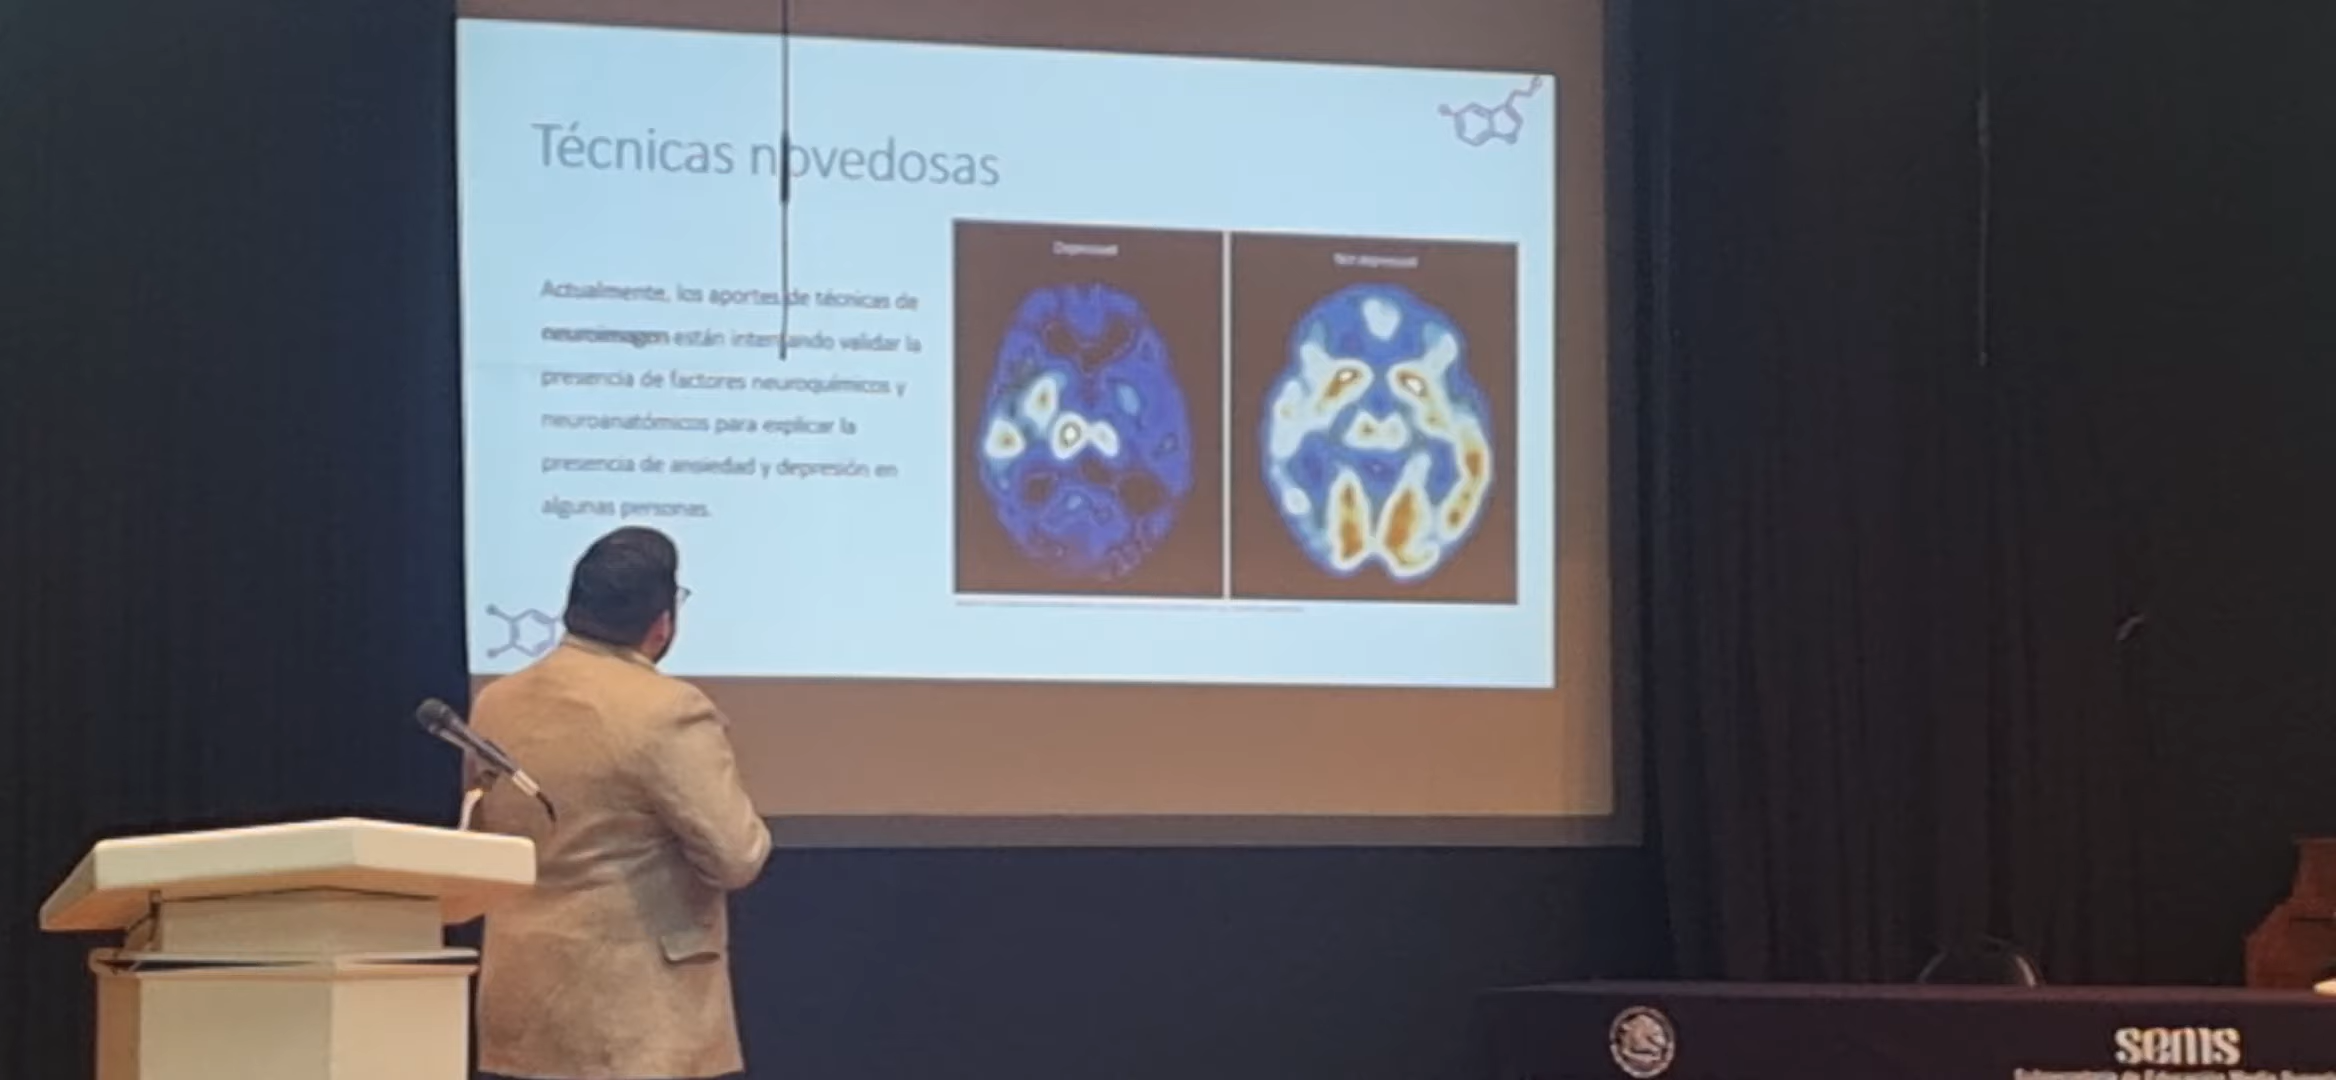 Técnicas novedosas
Depressed
Not depressed
Actualmente, los aportes de técnicas de
neuroimagen están intentando validar la
presencia de factores neuroquímicos y
neuroanatómicos para explicar la
presencia de ansiedad y depresión en
algunas personas.
sems